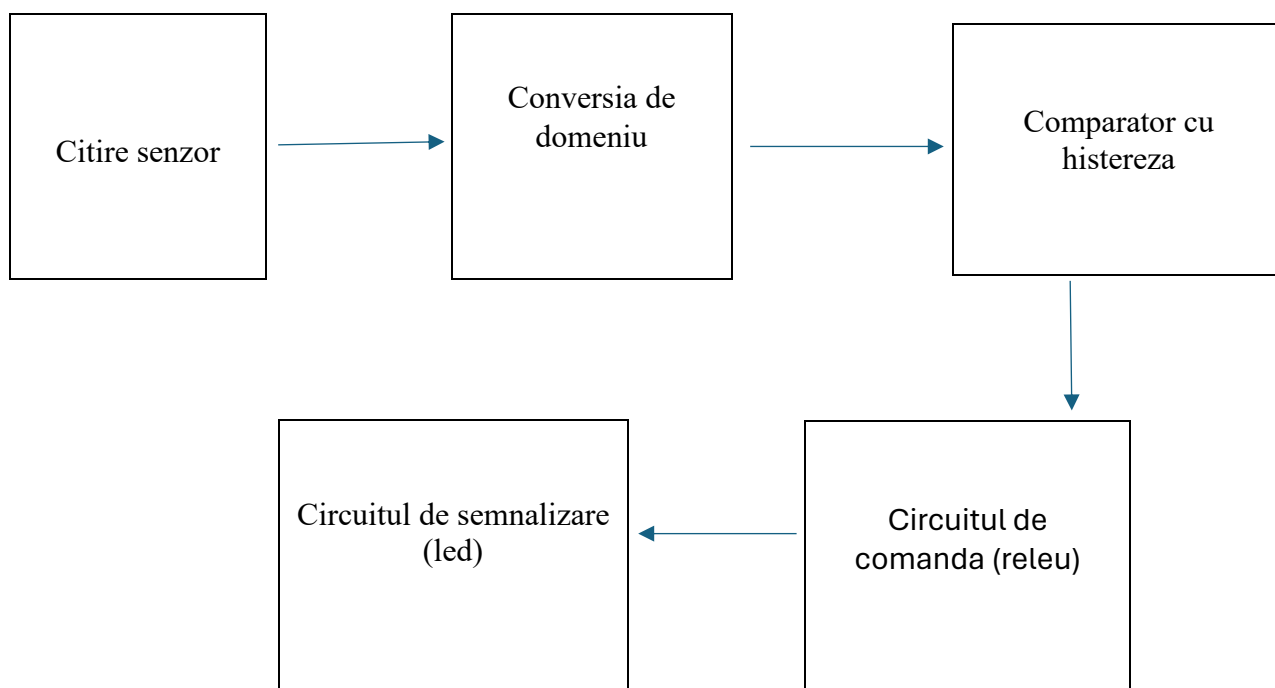 Citire senzor
Conversia de
domeniu
Comparator cu
histereza
Circuitul de semnalizare
(led)
Circuitul de
comanda (releu)